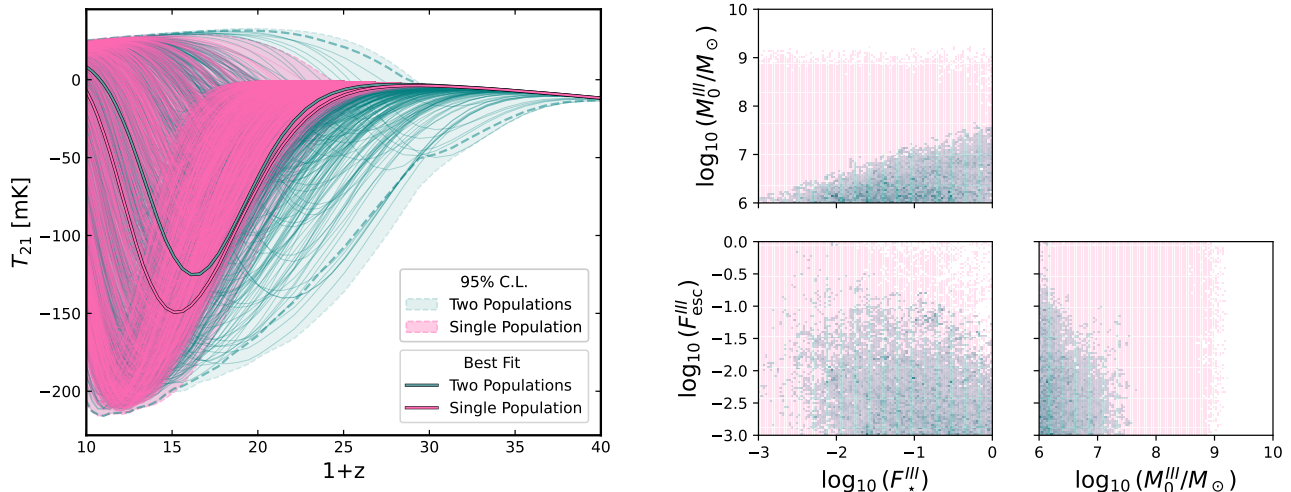 0
−50
−100
−150
−200
T₂₁ [mK]
10 15 20 25 30 35 40
1+z
95% C.L.
Two Populations
Single Population
Best Fit
Two Populations
Single Population
10
9
8
7
6
log₁₀(M₀ᴵᴵᴵ/M☉)
0.0
−0.5
−1.0
−1.5
−2.0
−2.5
−3.0
log₁₀(Fᴵᴵᴵesc)
−3 −2 −1 0
log₁₀(Fᴵᴵᴵ⋆)
6 7 8 9 10
log₁₀(M₀ᴵᴵᴵ/M☉)